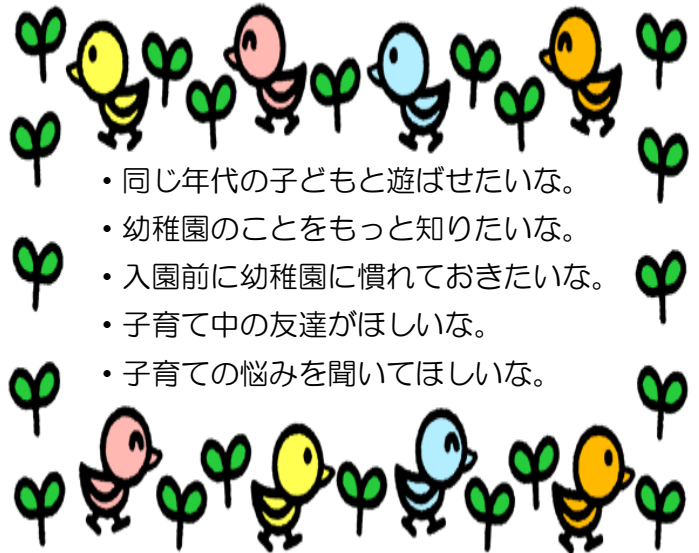 ・同じ年代の子どもと遊ばせたいな。
・幼稚園のことをもっと知りたいな。
・入園前に幼稚園に慣れておきたいな。
・子育て中の友達がほしいな。
・子育ての悩みを聞いてほしいな。